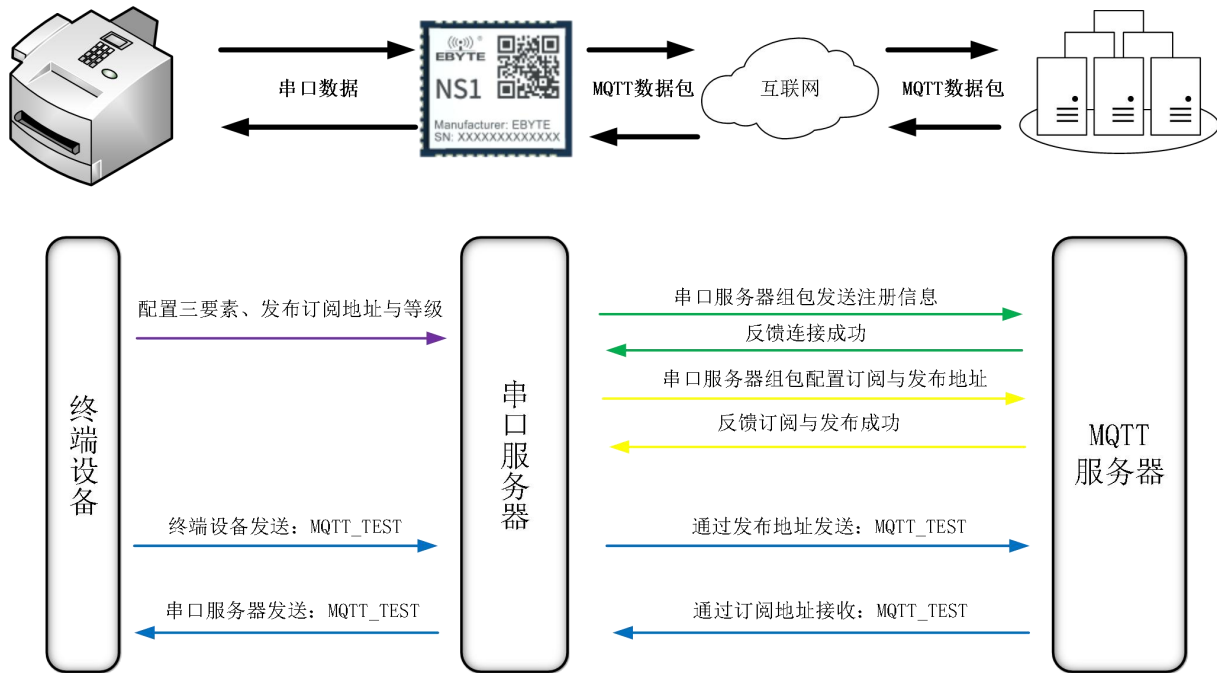 EBYTE
NS1
Manufacturer: EBYTE
SN: XXXXXXXXXXXXX
串口数据
MQTT数据包
互联网
MQTT数据包
配置三要素、发布订阅地址与等级
串口服务器组包发送注册信息
反馈连接成功
串口服务器组包配置订阅与发布地址
反馈订阅与发布成功
终端设备
串口服务器
MQTT
服务器
终端设备发送：MQTT_TEST
通过发布地址发送：MQTT_TEST
串口服务器发送：MQTT_TEST
通过订阅地址接收：MQTT_TEST